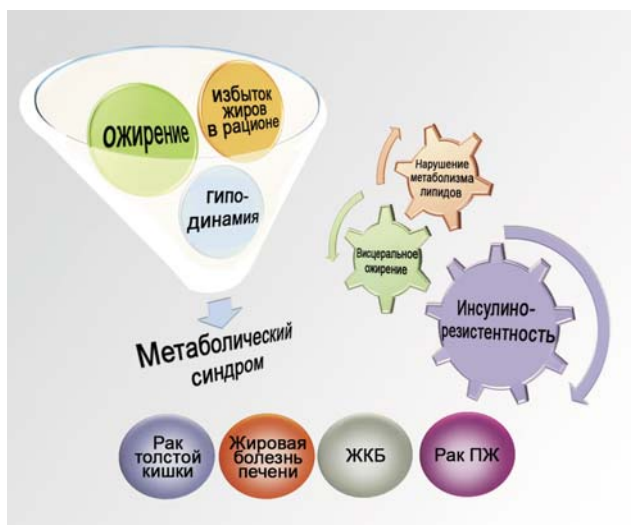 ожирение
избыток
жиров
в рационе
гипо-
динамия
Метаболический
синдром
Нарушение
метаболизма
липидов
Висцеральное
ожирение
Инсулино-
резистентность
Рак
толстой
кишки
Жировая
болезнь
печени
ЖКБ
Рак ПЖ